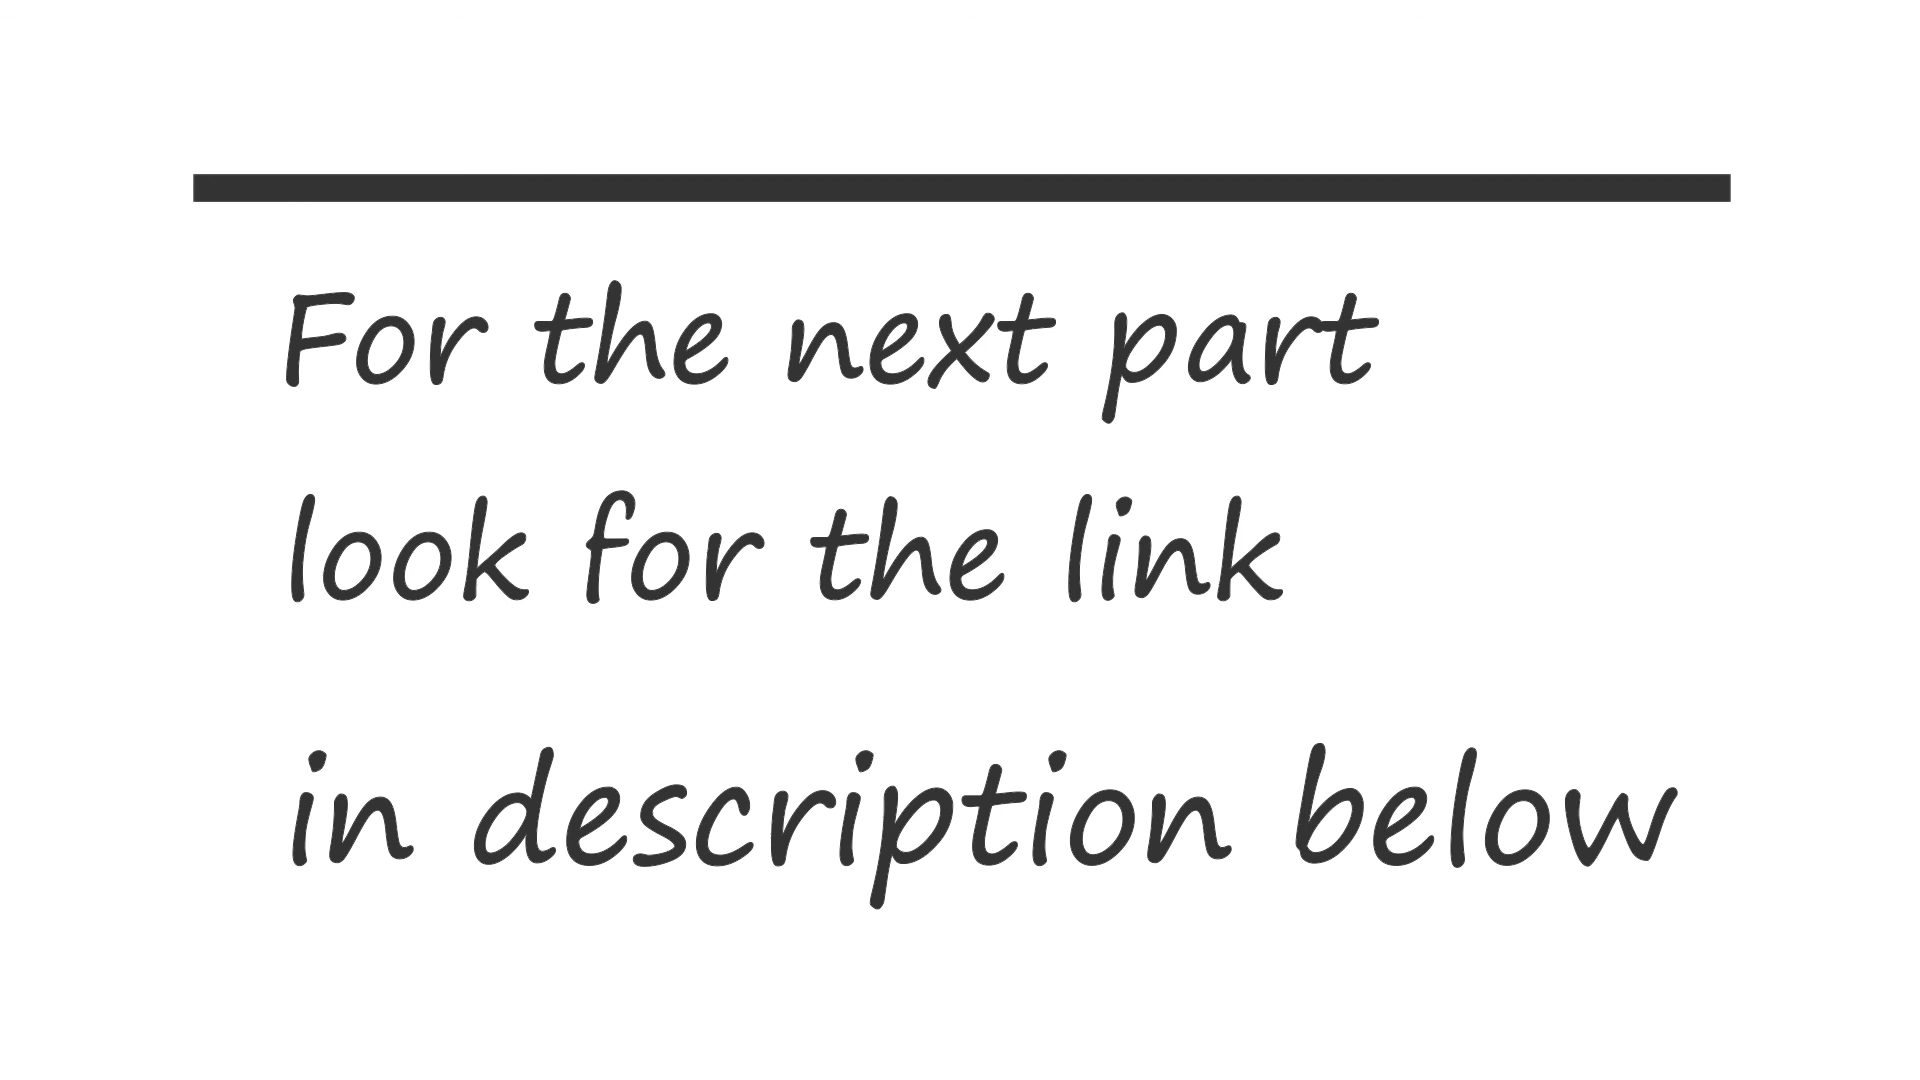 For the next part
look for the link
in description below